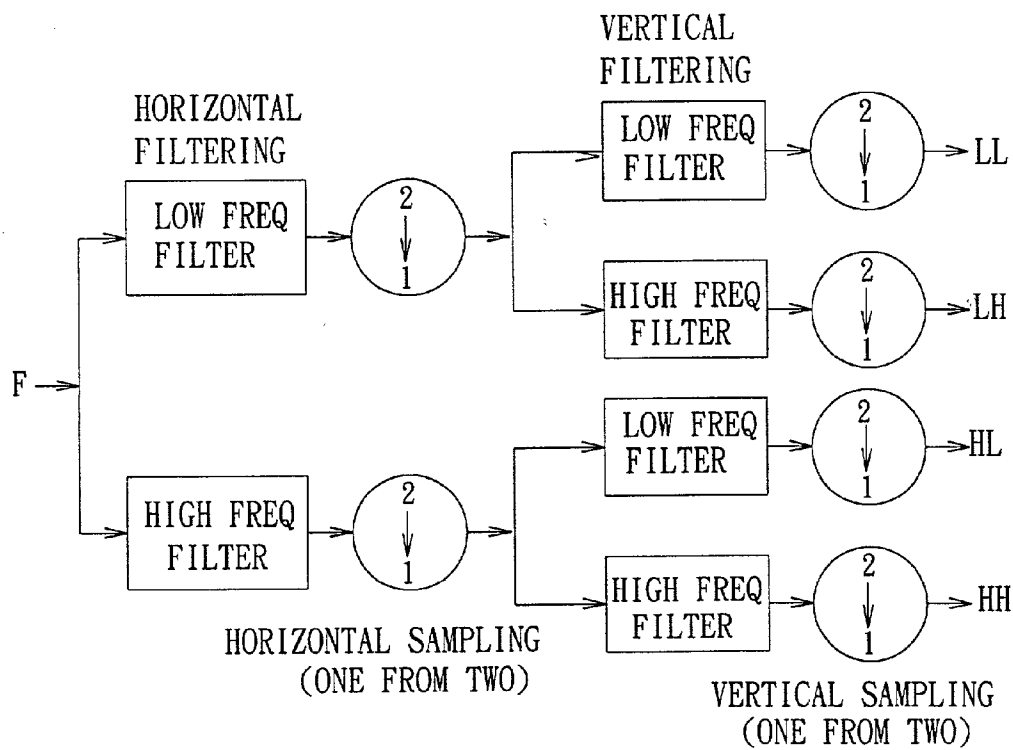 VERTICAL
FILTERING
HORIZONTAL
FILTERING
LOW FREQ
FILTER
2
1
LL
LOW FREQ
FILTER
2
1
HIGH FREQ
FILTER
2
1
LH
F
LOW FREQ
FILTER
2
1
HL
HIGH FREQ
FILTER
2
1
HIGH FREQ
FILTER
2
1
HH
HORIZONTAL SAMPLING
(ONE FROM TWO)
VERTICAL SAMPLING
(ONE FROM TWO)